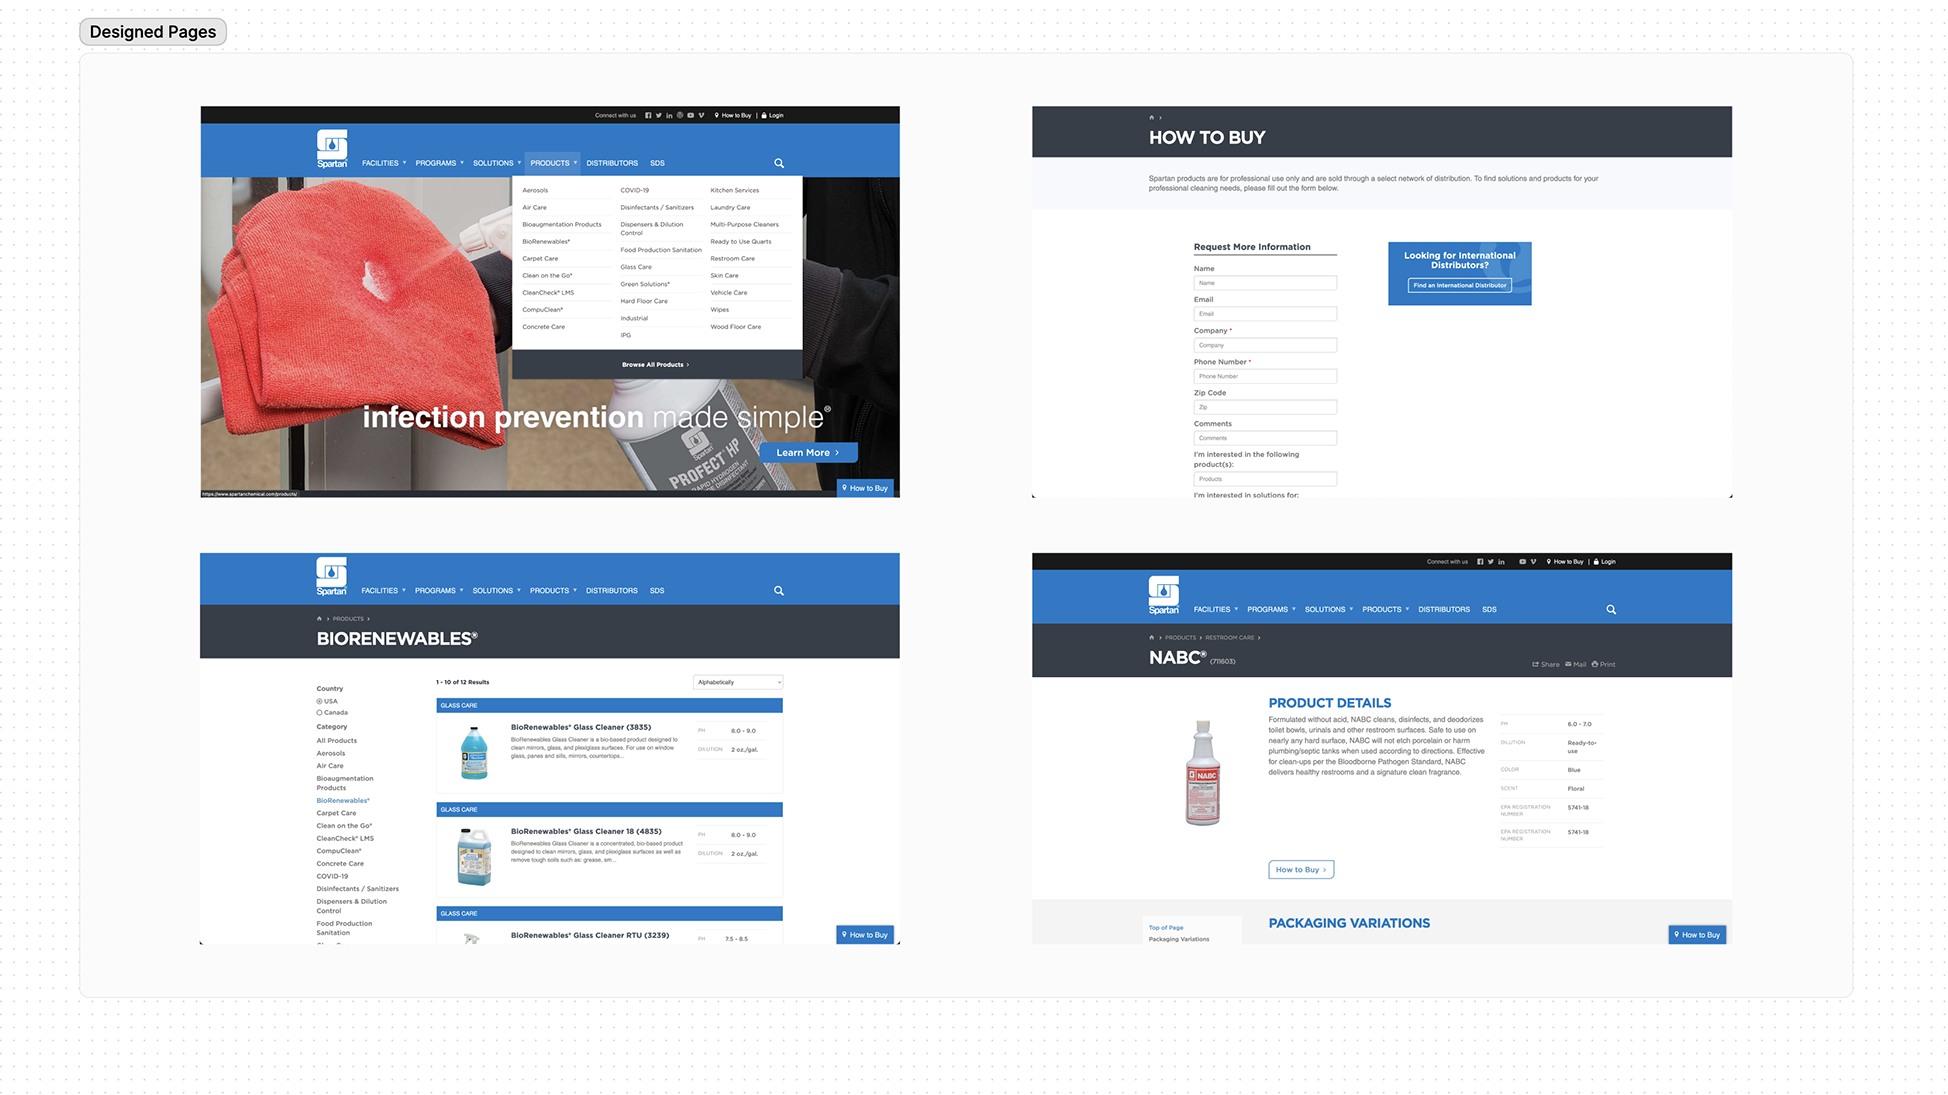 Designed Pages
Connect with us
How to Buy | Login
Spartan
FACILITIES PROGRAMS SOLUTIONS PRODUCTS DISTRIBUTORS SDS
Aerosols
Air Care
Bioaugmentation Products
BioRenewables®
Carpet Care
Clean on the Go®
CleanCheck® LMS
CompuClean®
Concrete Care
COVID-19
Disinfectants / Sanitizers
Dispensers & Dilution
Control
Food Production Sanitation
Glass Care
Green Solutions®
Hard Floor Care
Industrial
IPG
Kitchen Services
Laundry Care
Multi-Purpose Cleaners
Ready to Use Quarts
Restroom Care
Skin Care
Vehicle Care
Wipes
Wood Floor Care
Browse All Products ›
infection prevention made simple®
Spartan
PROFECT HP
Learn More ›
How to Buy
https://www.spartanchemical.com/products/
HOW TO BUY
Spartan products are for professional use only and are sold through a select network of distribution. To find solutions and products for your
professional cleaning needs, please fill out the form below.
Request More Information
Name
Name
Email
Email
Company *
Company
Phone Number *
Phone Number
Zip Code
Zip
Comments
Comments
I'm interested in the following
product(s):
Products
I'm interested in solutions for:
Looking for International
Distributors?
Find an International Distributor
Spartan
FACILITIES PROGRAMS SOLUTIONS PRODUCTS DISTRIBUTORS SDS
› PRODUCTS ›
BIORENEWABLES®
Country
USA
Canada
Category
All Products
Aerosols
Air Care
Bioaugmentation
Products
BioRenewables®
Carpet Care
Clean on the Go®
CleanCheck® LMS
CompuClean®
Concrete Care
COVID-19
Disinfectants / Sanitizers
Dispensers & Dilution
Control
Food Production
Sanitation
1 - 10 of 12 Results
Alphabetically
GLASS CARE
BioRenewables® Glass Cleaner (3835)
BioRenewables Glass Cleaner is a bio-based product designed to
clean mirrors, glass, and plexiglass surfaces. For use on window
glass, panes and sills, mirrors, countertops...
PH 8.0 - 9.0
DILUTION 2 oz./gal.
GLASS CARE
BioRenewables® Glass Cleaner 18 (4835)
BioRenewables Glass Cleaner is a concentrated, bio-based product
designed to clean mirrors, glass, and plexiglass surfaces as well as
remove tough soils such as: grease, sm...
PH 8.0 - 9.0
DILUTION 2 oz./gal.
GLASS CARE
BioRenewables® Glass Cleaner RTU (3239)
PH 7.5 - 8.5
How to Buy
Connect with us
How to Buy | Login
Spartan
FACILITIES PROGRAMS SOLUTIONS PRODUCTS DISTRIBUTORS SDS
› PRODUCTS › RESTROOM CARE ›
NABC® (711603)
Share Mail Print
NABC
PRODUCT DETAILS
Formulated without acid, NABC cleans, disinfects, and deodorizes
toilet bowls, urinals and other restroom surfaces. Safe to use on
nearly any hard surface, NABC will not etch porcelain or harm
plumbing/septic tanks when used according to directions. Effective
for clean-ups per the Bloodborne Pathogen Standard, NABC
delivers healthy restrooms and a signature clean fragrance.
PH 6.0 - 7.0
DILUTION Ready-to-
use
COLOR Blue
SCENT Floral
EPA REGISTRATION 5741-18
NUMBER
EPA REGISTRATION 5741-18
NUMBER
How to Buy ›
Top of Page
Packaging Variations
PACKAGING VARIATIONS
How to Buy